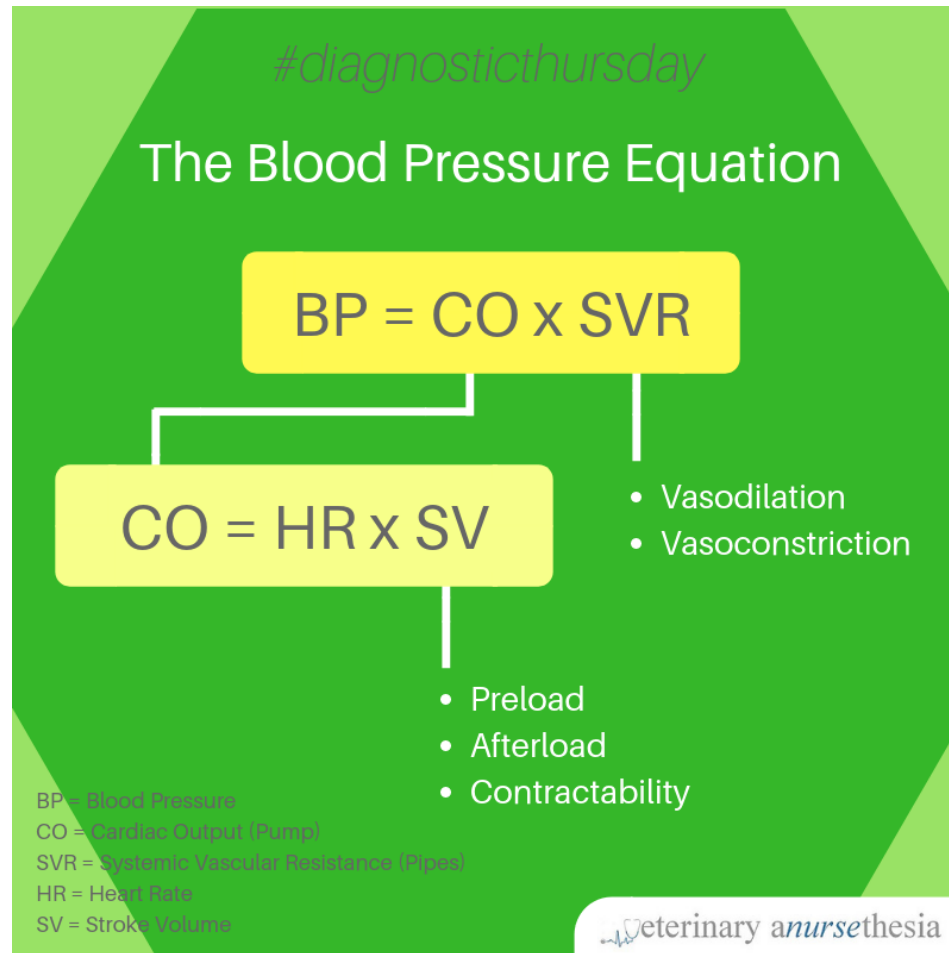 #diagnosticthursday
The Blood Pressure Equation
BP = CO x SVR
CO = HR x SV
• Vasodilation
• Vasoconstriction
• Preload
• Afterload
• Contractability
BP = Blood Pressure
CO = Cardiac Output (Pump)
SVR = Systemic Vascular Resistance (Pipes)
HR = Heart Rate
SV = Stroke Volume
Veterinary anursethesia